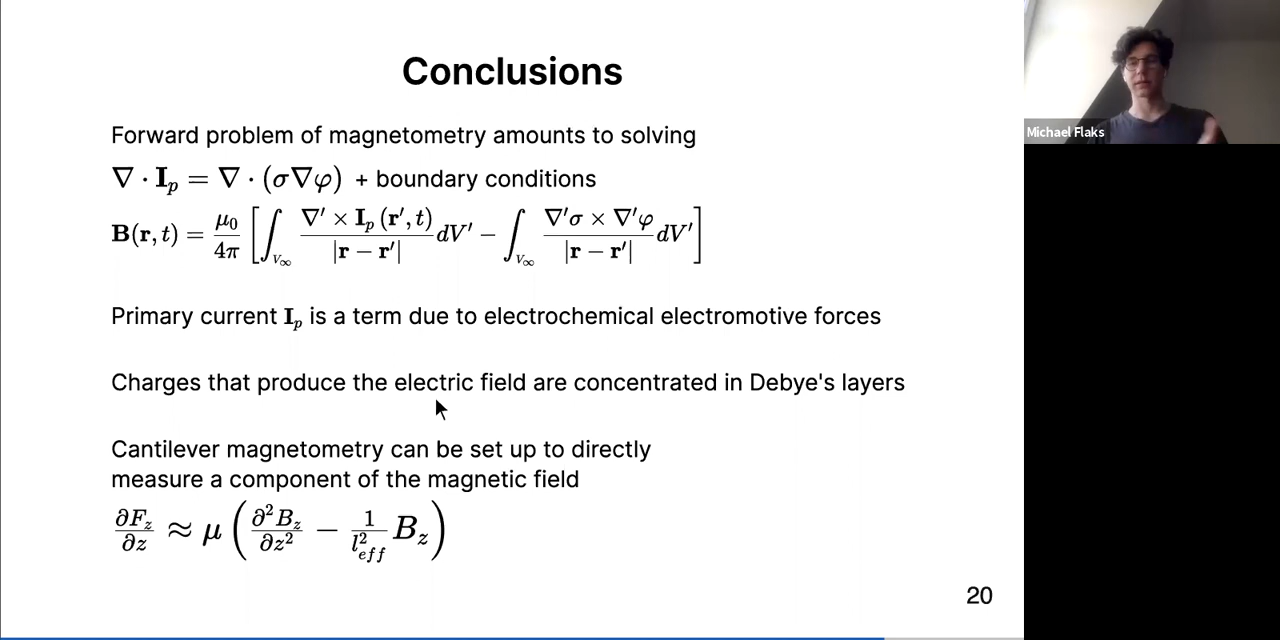 Conclusions
Michael Flaks
Forward problem of magnetometry amounts to solving
∇ · I_p = ∇ · (σ∇φ) + boundary conditions
B(r, t) = μ₀/4π [ ∫_{V∞} ∇′ × I_p (r′, t) / |r − r′| dV′ − ∫_{V∞} ∇′σ × ∇′φ / |r − r′| dV′ ]
Primary current I_p is a term due to electrochemical electromotive forces
Charges that produce the electric field are concentrated in Debye's layers
Cantilever magnetometry can be set up to directly
measure a component of the magnetic field
∂F_z/∂z ≈ μ ( ∂²B_z/∂z² − 1/l²_eff B_z )
20